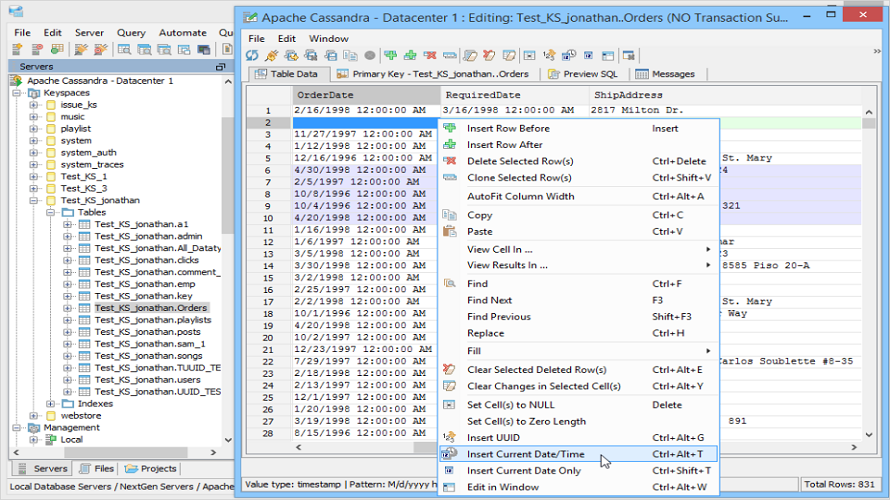 File Edit Server Query Automate
Servers
Apache Cassandra - Datacenter 1
Keyspaces
issue_ks
music
playlist
system
system_auth
system_traces
Test_KS_1
Test_KS_3
Test_KS_jonathan
Tables
Test_KS_jonathan.a1
Test_KS_jonathan.admin
Test_KS_jonathan.All_Dataty
Test_KS_jonathan.clicks
Test_KS_jonathan.comment_
Test_KS_jonathan.emp
Test_KS_jonathan.key
Test_KS_jonathan.Orders
Test_KS_jonathan.playlists
Test_KS_jonathan.posts
Test_KS_jonathan.sam_1
Test_KS_jonathan.songs
Test_KS_jonathan.TUUID_TE
Test_KS_jonathan.users
Test_KS_jonathan.UUID_TES
Indexes
webstore
Management
Local
Servers Files Projects
Local Database Servers / NextGen Servers / Apache
Apache Cassandra - Datacenter 1 : Editing: Test_KS_jonathan..Orders (NO Transaction Su...
File Edit Window
Table Data Primary Key - Test_KS_jonathan..Orders Preview SQL Messages
OrderDate RequiredDate ShipAddress
1 2/16/1998 12:00:00 AM 3/16/1998 12:00:00 AM 2817 Milton Dr.
2
3 11/27/1997 12:00:00 AM
4 1/12/1998 12:00:00 AM
5 12/16/1996 12:00:00 AM St. Mary
6 4/30/1998 12:00:00 AM 24
7 2/5/1997 12:00:00 AM
8 10/8/1996 12:00:00 AM
9 10/4/1996 12:00:00 AM 321
10 4/20/1998 12:00:00 AM
11 1/16/1998 12:00:00 AM
12 1/6/1997 12:00:00 AM mar
13 3/5/1998 12:00:00 AM 23
14 3/30/1998 12:00:00 AM 8585 Piso 20-A
15 3/2/1998 12:00:00 AM
16 2/25/1997 12:00:00 AM
17 2/2/1997 12:00:00 AM St. Mary
18 10/1/1996 12:00:00 AM Way
19 4/20/1998 12:00:00 AM
20 10/2/1997 12:00:00 AM
21 12/23/1997 12:00:00 AM
22 7/29/1997 12:00:00 AM Carlos Soublette #8-35
23 2/18/1998 12:00:00 AM
24 2/13/1997 12:00:00 AM
25 12/1/1997 12:00:00 AM
26 1/20/1998 12:00:00 AM
27 3/19/1998 12:00:00 AM 891
28 8/15/1996 12:00:00 AM
Insert Row Before Insert
Insert Row After
Delete Selected Row(s) Ctrl+Delete
Clone Selected Row(s) Ctrl+Shift+V
AutoFit Column Width Ctrl+Alt+A
Copy Ctrl+C
Paste Ctrl+V
View Cell In ...
View Results In ...
Find Ctrl+F
Find Next F3
Find Previous Shift+F3
Replace Ctrl+H
Fill
Clear Selected Deleted Row(s) Ctrl+Alt+E
Clear Changes in Selected Cell(s) Ctrl+Alt+Y
Set Cell(s) to NULL Delete
Set Cell(s) to Zero Length
Insert UUID Ctrl+Alt+G
Insert Current Date/Time Ctrl+Alt+T
Insert Current Date Only Ctrl+Shift+T
Edit in Window Ctrl+Alt+W
Value type: timestamp | Pattern: M/d/yyyy h
Total Rows: 831